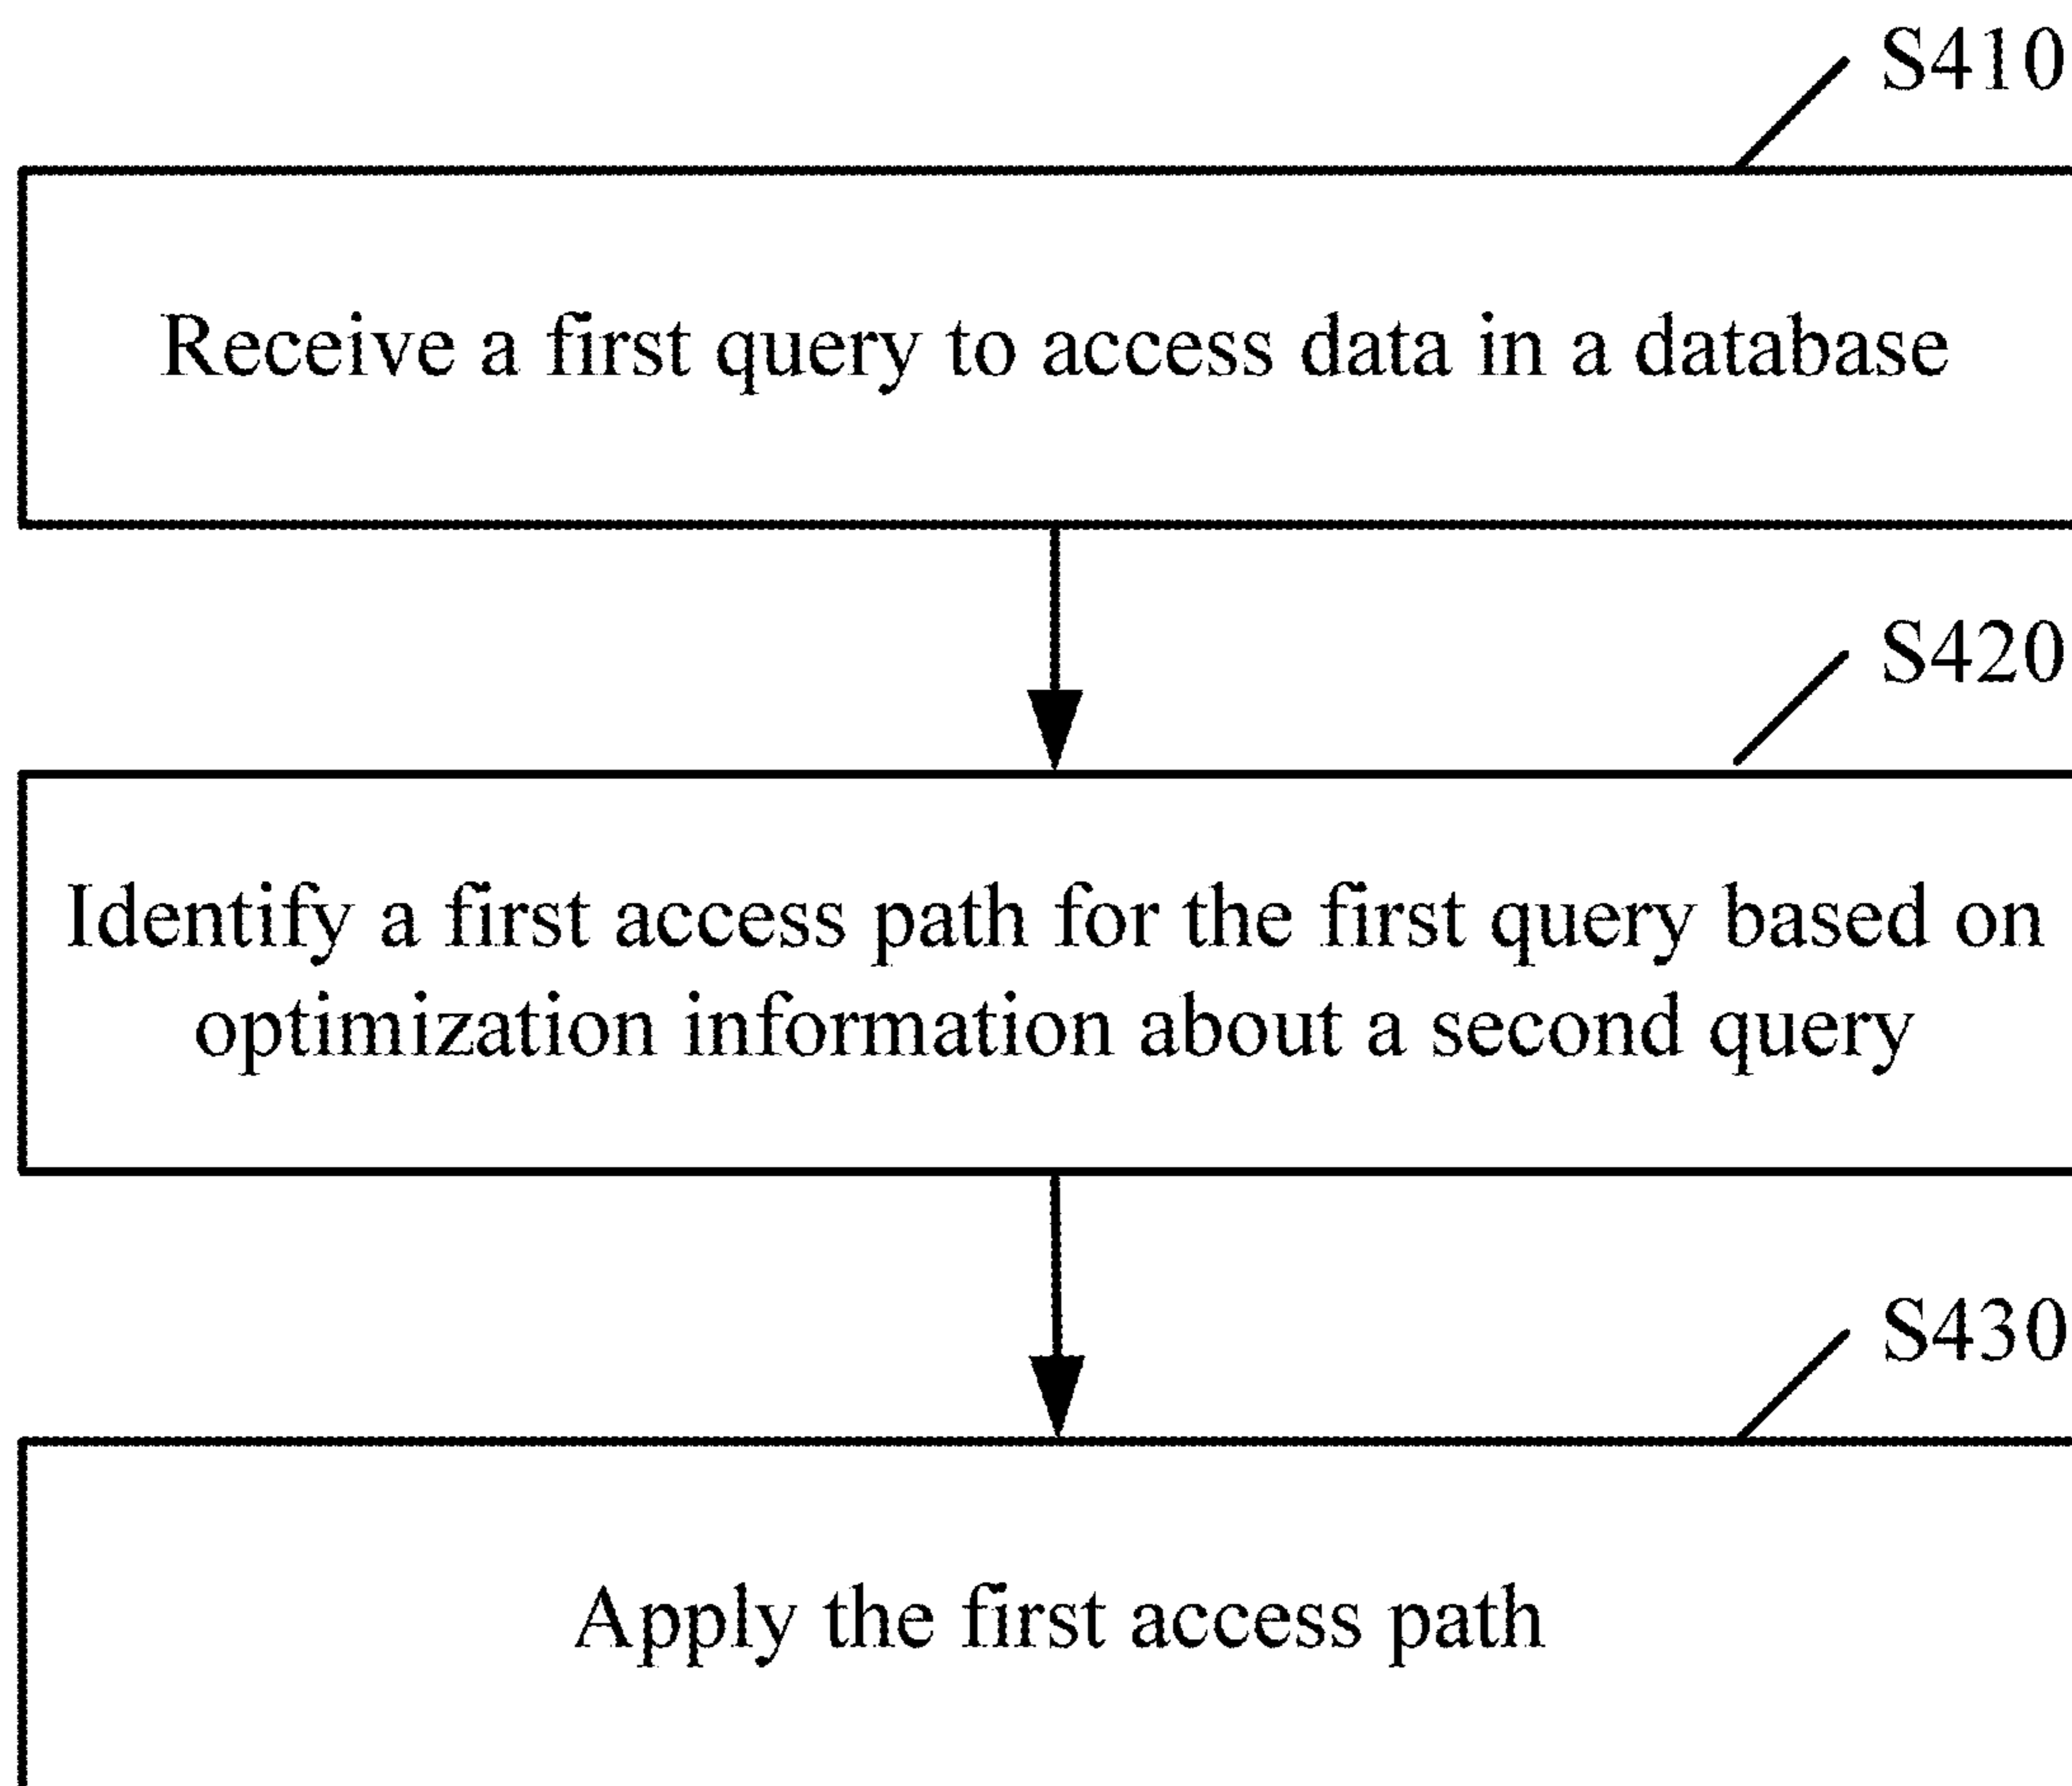 S410
Receive a first query to access data in a database
S420
Identify a first access path for the first query based on
optimization information about a second query
S430
Apply the first access path